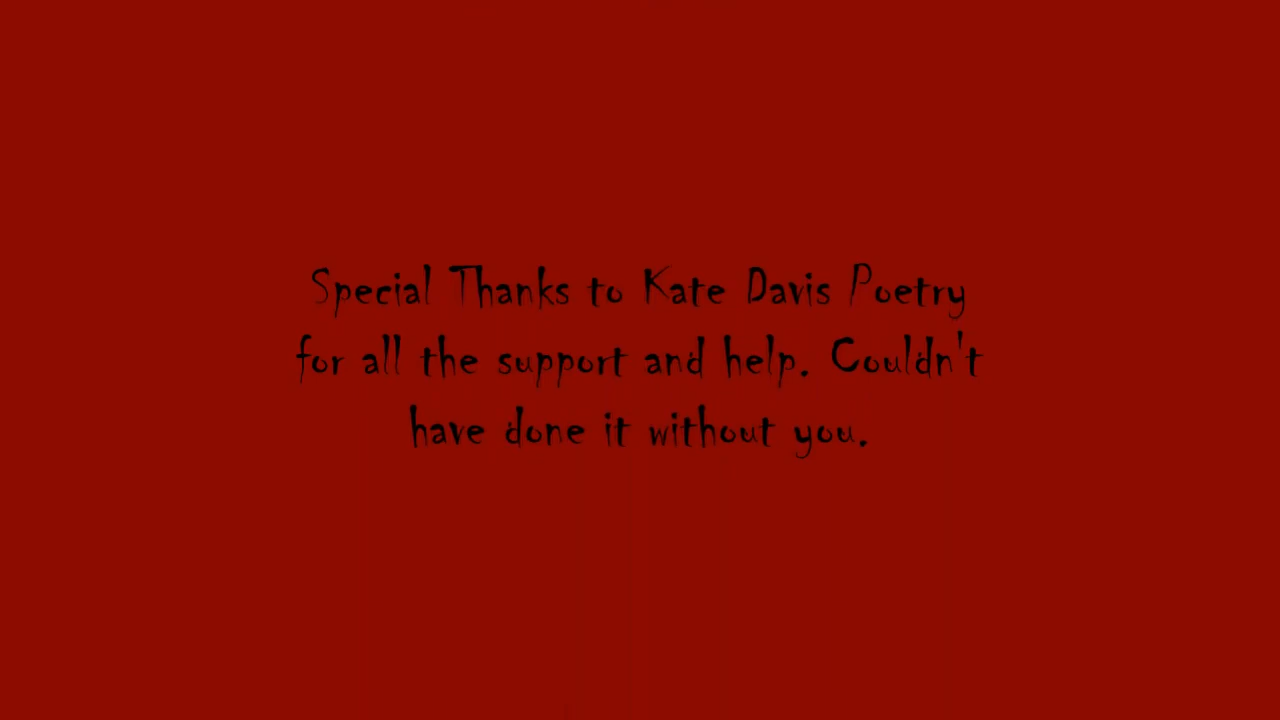 Special Thanks to Kate Davis Poetry
for all the support and help. Couldn't
have done it without you.